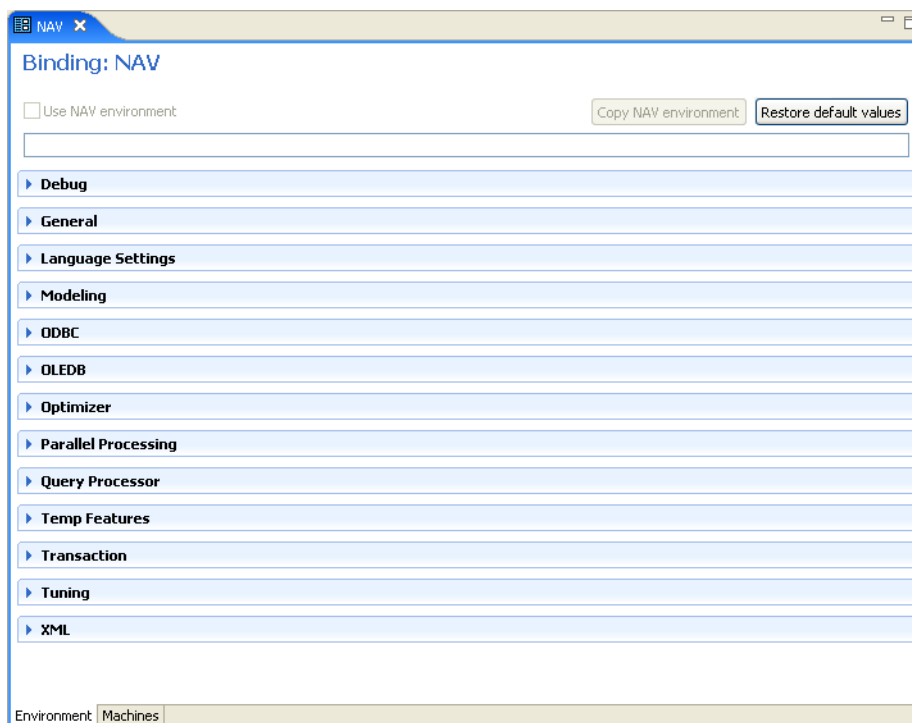 NAV
Binding: NAV
Use NAV environment Copy NAV environment Restore default values
Debug
General
Language Settings
Modeling
ODBC
OLEDB
Optimizer
Parallel Processing
Query Processor
Temp Features
Transaction
Tuning
XML
Environment Machines